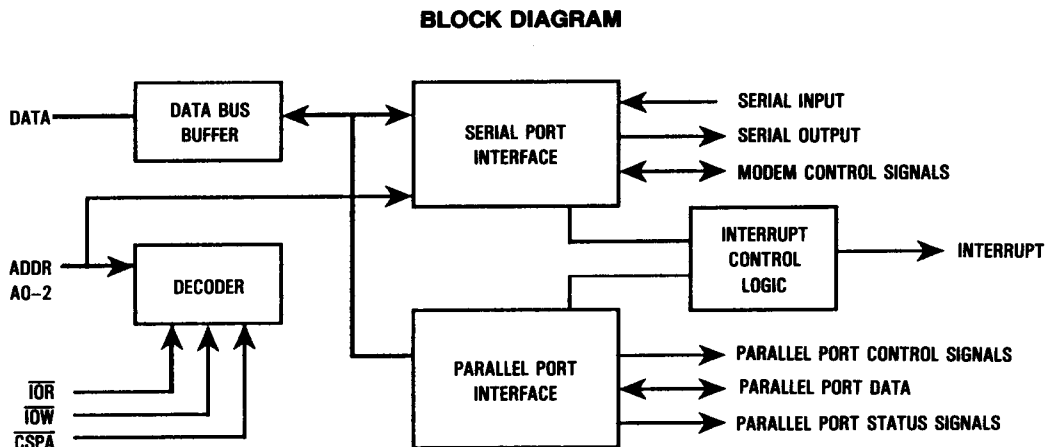 BLOCK DIAGRAM
DATA
DATA BUS
BUFFER
SERIAL PORT
INTERFACE
SERIAL INPUT
SERIAL OUTPUT
MODEM CONTROL SIGNALS
ADDR
A0-2
DECODER
INTERRUPT
CONTROL
LOGIC
INTERRUPT
IOR
IOW
CSPA
PARALLEL PORT
INTERFACE
PARALLEL PORT CONTROL SIGNALS
PARALLEL PORT DATA
PARALLEL PORT STATUS SIGNALS